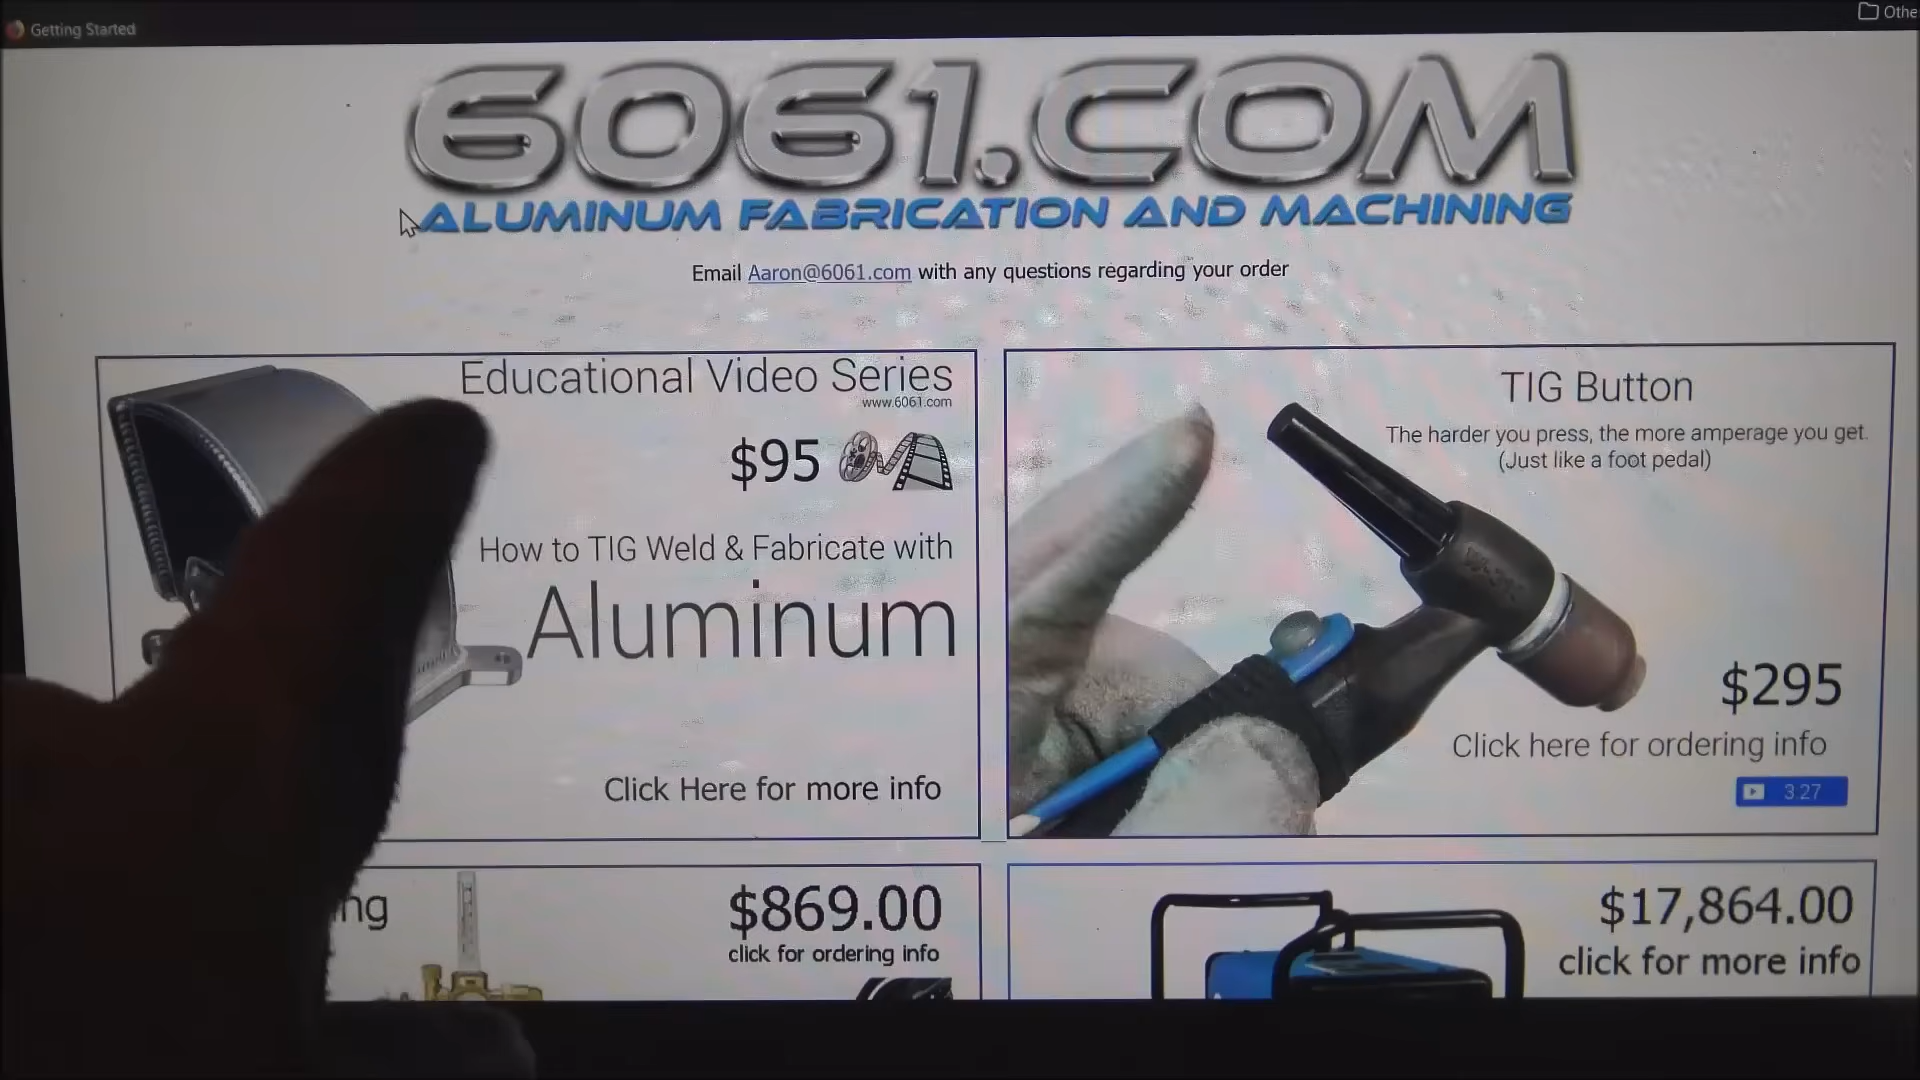 Getting Started
6061.COM
ALUMINUM FABRICATION AND MACHINING
Email Aaron@6061.com with any questions regarding your order
Educational Video Series
www.6061.com
$95
How to TIG Weld & Fabricate with
Aluminum
Click Here for more info
TIG Button
The harder you press, the more amperage you get.
(Just like a foot pedal)
$295
Click here for ordering info
3:27
$869.00
click for ordering info
$17,864.00
click for more info